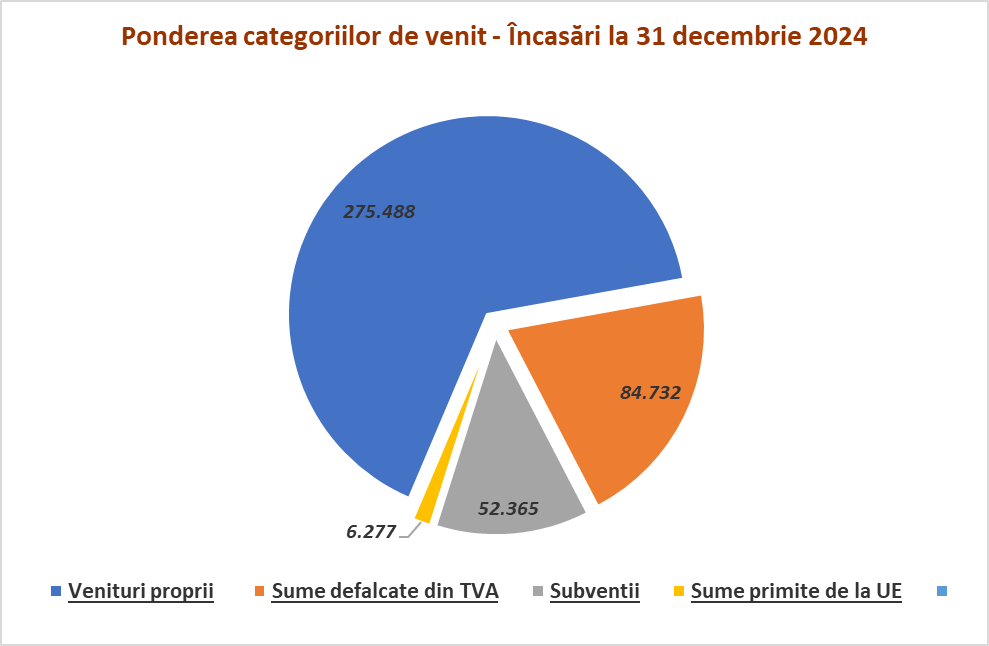 Ponderea categoriilor de venit - Încasări la 31 decembrie 2024
275.488
84.732
52.365
6.277
Venituri proprii Sume defalcate din TVA Subventii Sume primite de la UE